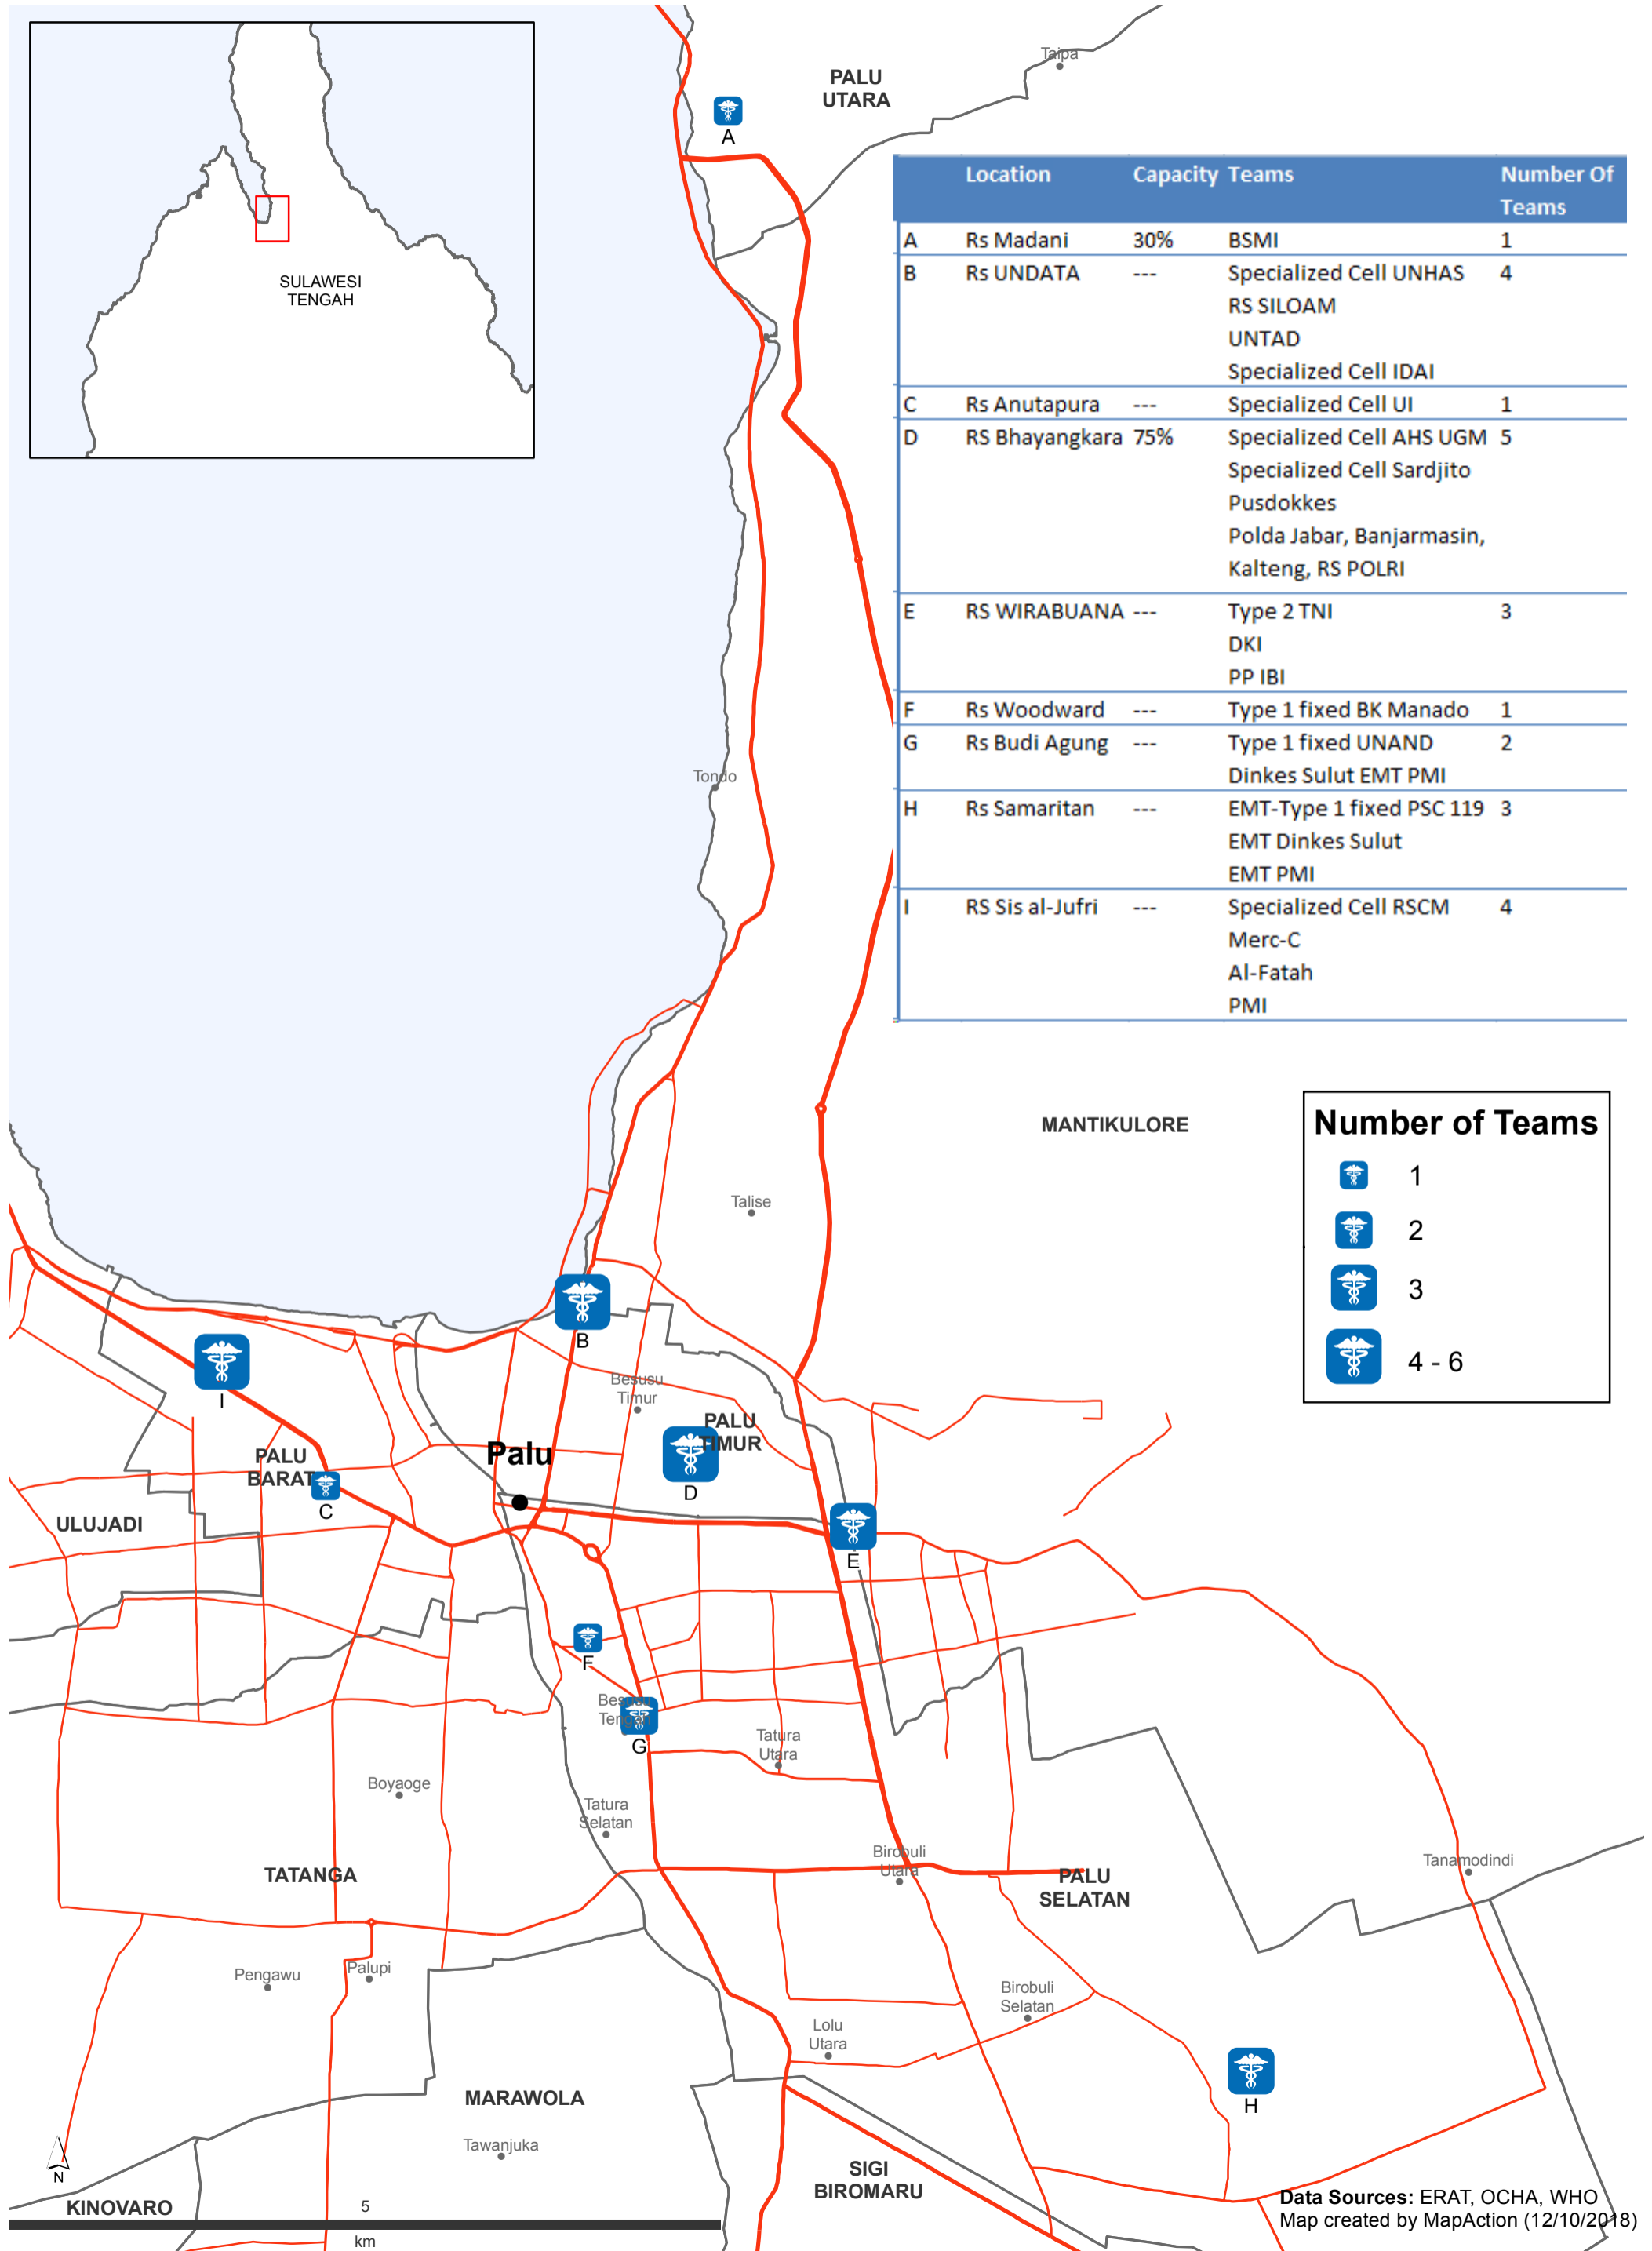 Taipa
PALU
UTARA
A
SULAWESI
TENGAH
Location Capacity Teams Number Of
Teams
A Rs Madani 30% BSMI 1
B Rs UNDATA --- Specialized Cell UNHAS 4
RS SILOAM
UNTAD
Specialized Cell IDAI
C Rs Anutapura --- Specialized Cell UI 1
D RS Bhayangkara 75% Specialized Cell AHS UGM 5
Specialized Cell Sardjito
Pusdokkes
Polda Jabar, Banjarmasin,
Kalteng, RS POLRI
E RS WIRABUANA --- Type 2 TNI 3
DKI
PP IBI
F Rs Woodward --- Type 1 fixed BK Manado 1
G Rs Budi Agung --- Type 1 fixed UNAND 2
Dinkes Sulut EMT PMI
H Rs Samaritan --- EMT-Type 1 fixed PSC 119 3
EMT Dinkes Sulut
EMT PMI
I RS Sis al-Jufri --- Specialized Cell RSCM 4
Merc-C
Al-Fatah
PMI
Tondo
MANTIKULORE
Number of Teams
1
2
3
4 - 6
Talise
B
I
Besusu
Timur
PALU
TIMUR
D
Palu
PALU
BARAT
C
ULUJADI
E
F
Besusu
Tengah
G
Tatura
Utara
Boyaoge
Tatura
Selatan
Birobuli
Utara
TATANGA
PALU
SELATAN
Tanamodindi
Pengawu
Palupi
Birobuli
Selatan
Lolu
Utara
H
MARAWOLA
Tawanjuka
N
SIGI
BIROMARU
KINOVARO
5
km
Data Sources: ERAT, OCHA, WHO
Map created by MapAction (12/10/2018)